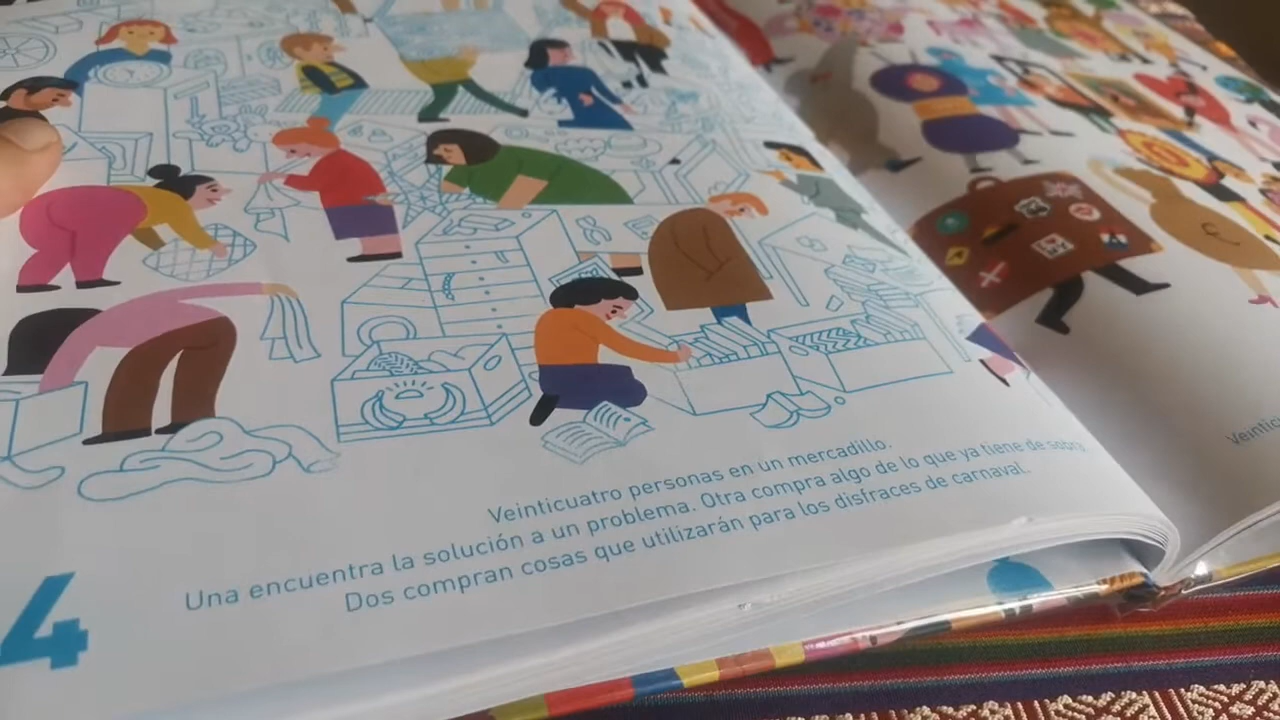 Veinticuatro personas en un mercadillo.
Una encuentra la solución a un problema. Otra compra algo de lo que ya tiene de sobra.
Dos compran cosas que utilizarán para los disfraces de carnaval.
4